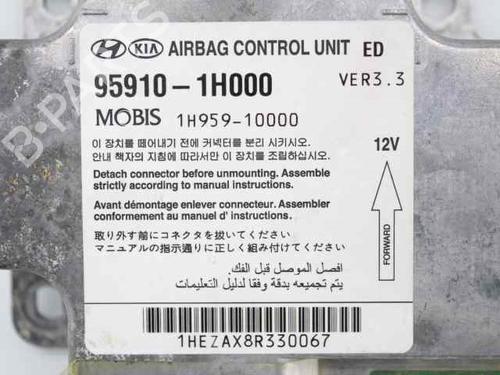 HYUNDAI KIA AIRBAG CONTROL UNIT ED
95910-1H000 VER3.3
MOBIS 1H959-10000
이 장치를 떼어내기 전에 커넥터를 분리 시키시오.
안내 책자의 지침에 따라서만 이 장치를 조립하십시오. 12V
Detach connector before unmounting. Assemble
strictly according to manual instructions.
Avant démontage enlever connecteur. Assembler
conformement au manuel d' instructions.
FORWARD
取り外す前にコネクタを抜いてください
マニュアルの指示通りに正しく組み付けてください
افصل الموصل قبل الفك.
يتم تجميعه بدقة وفقا لدليل التعليمات
1HEZAX8R330067